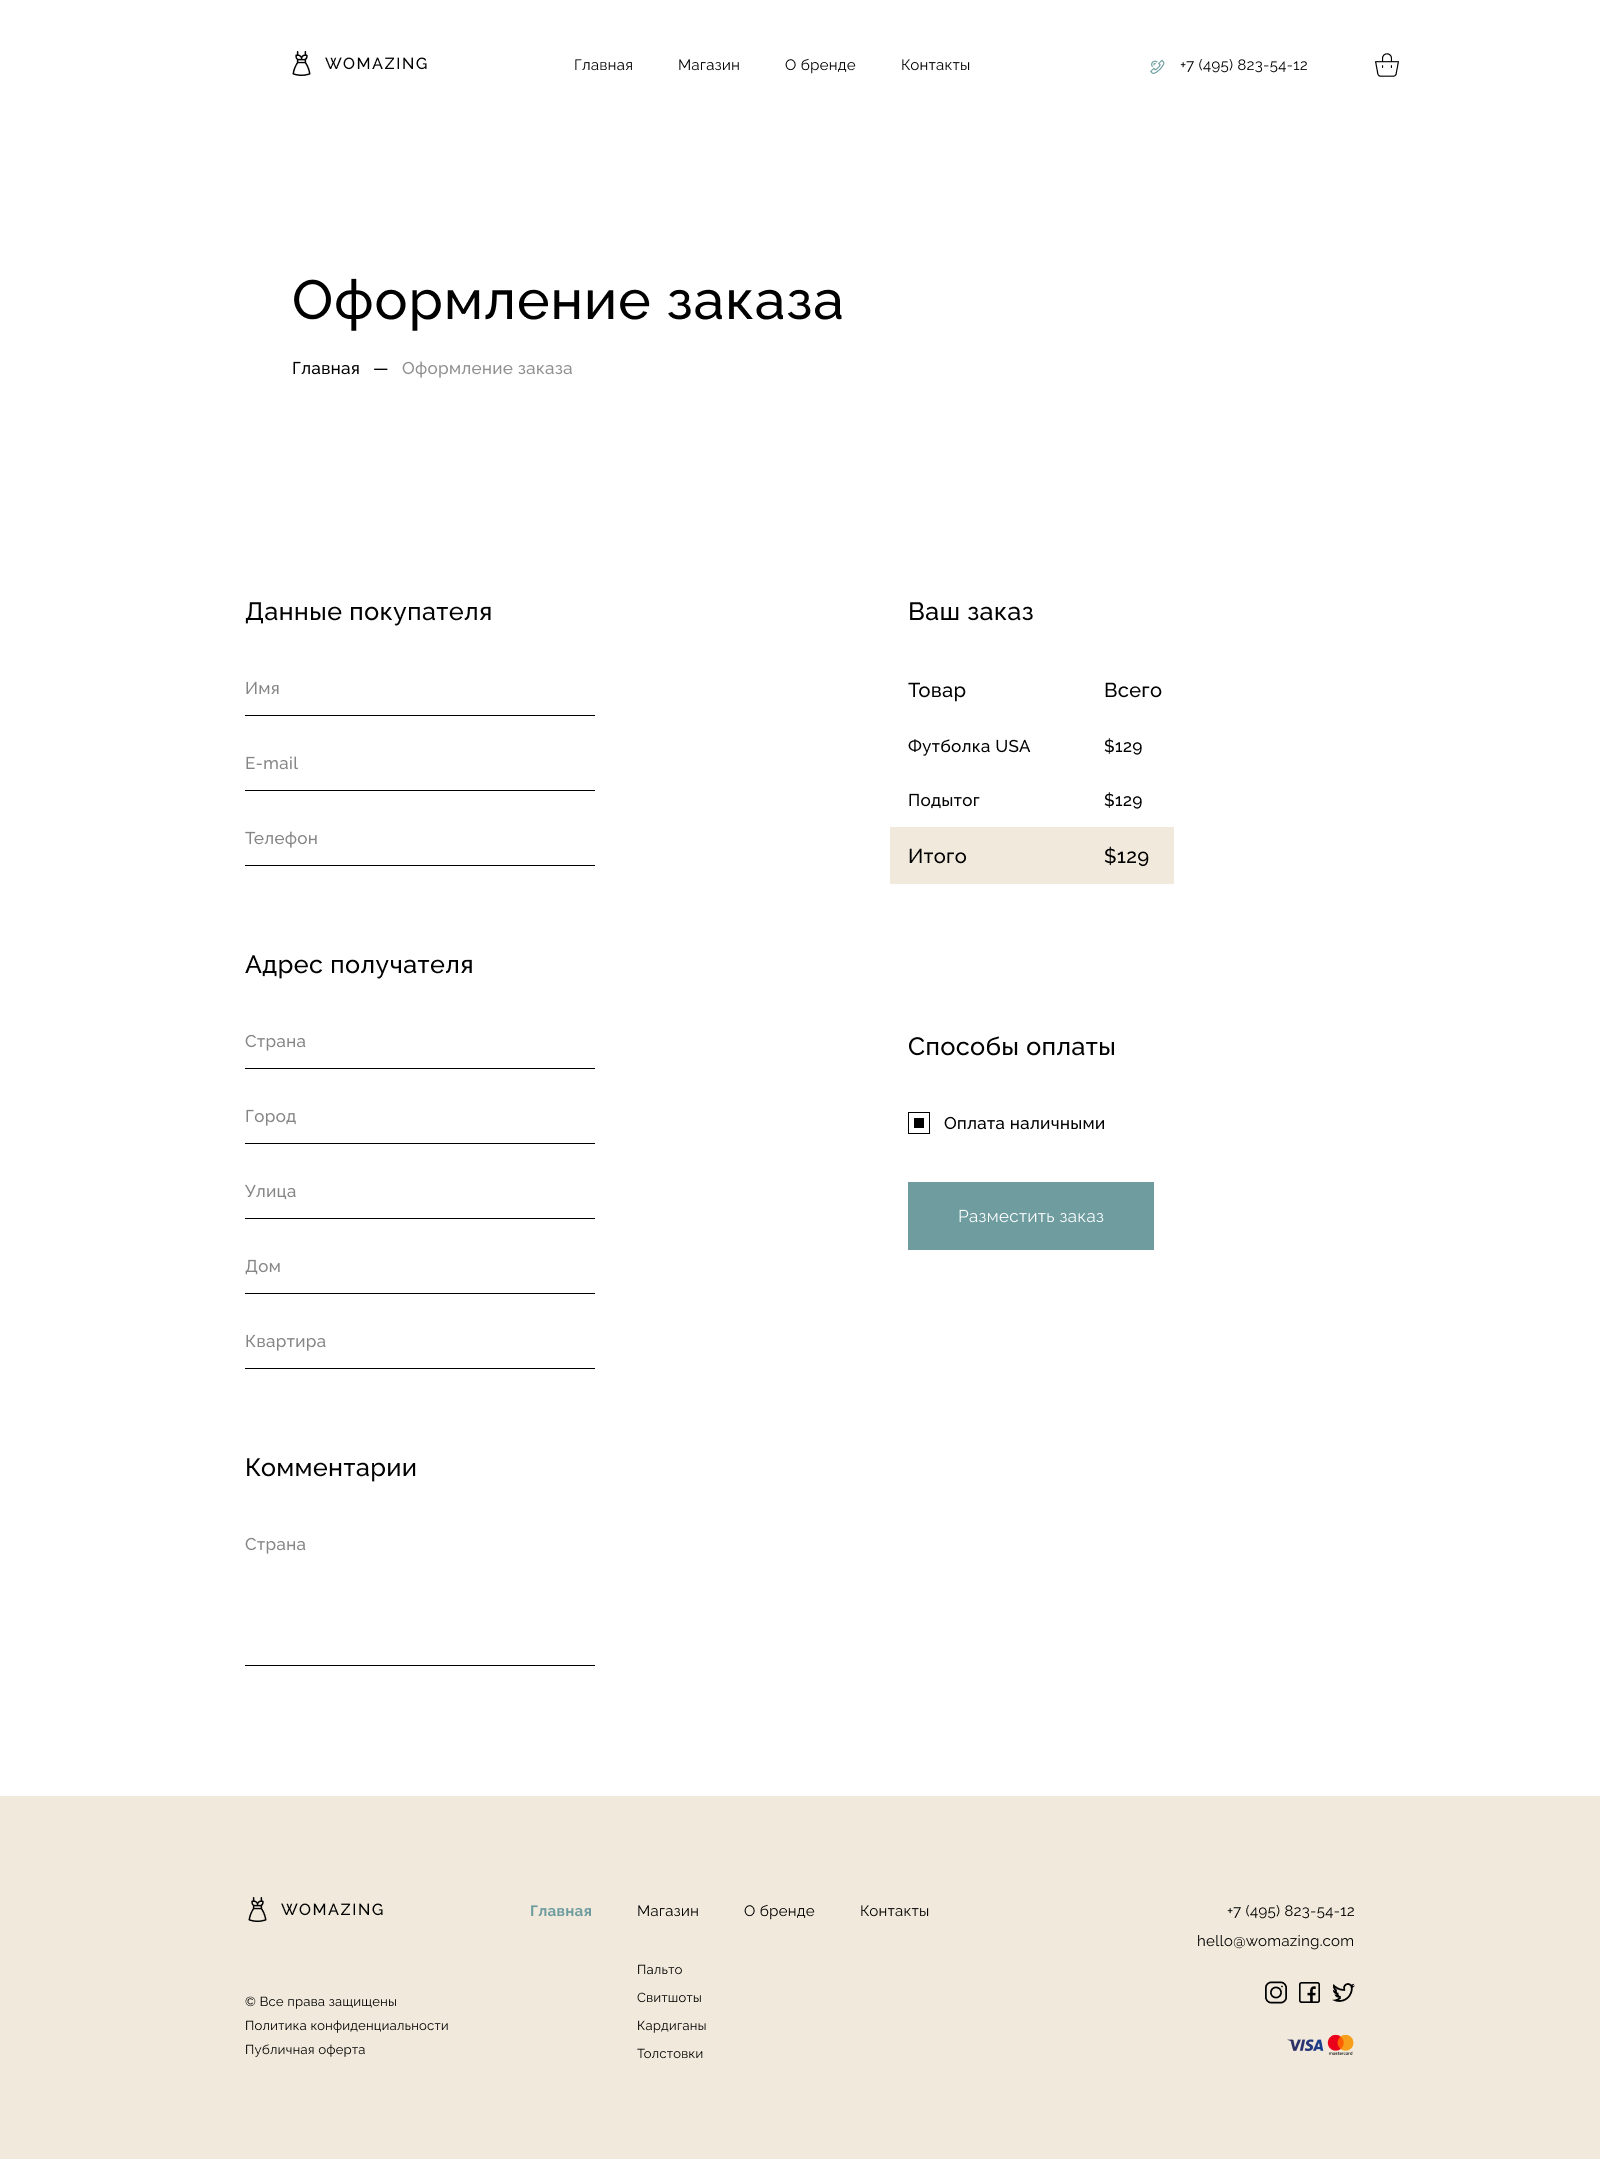 WOMAZING
Главная Магазин О бренде Контакты
+7 (495) 823-54-12
Оформление заказа
Главная — Оформление заказа
Данные покупателя
Имя
E-mail
Телефон
Адрес получателя
Страна
Город
Улица
Дом
Квартира
Комментарии
Страна
Ваш заказ
Товар Всего
Футболка USA $129
Подытог $129
Итого $129
Способы оплаты
Оплата наличными
Разместить заказ
WOMAZING
© Все права защищены
Политика конфиденциальности
Публичная оферта
Главная Магазин О бренде Контакты
Пальто
Свитшоты
Кардиганы
Толстовки
+7 (495) 823-54-12
hello@womazing.com
VISA
mastercard